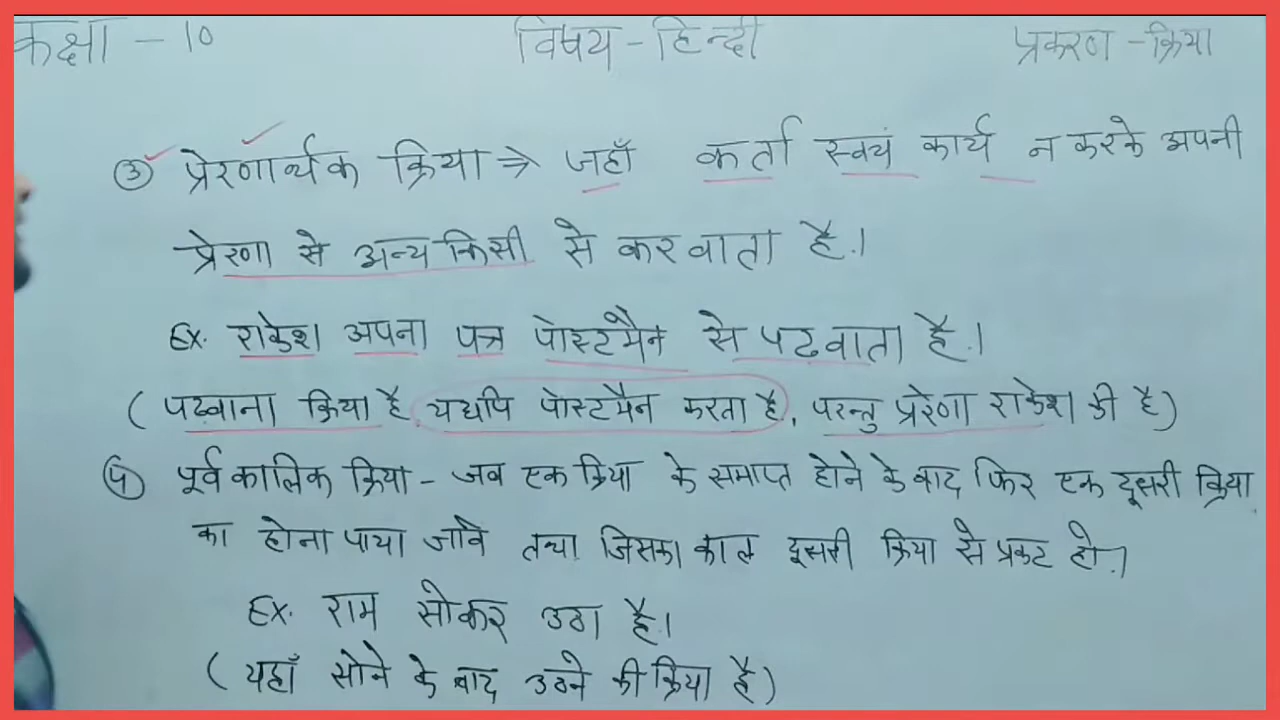 कक्षा - 10 विषय - हिन्दी प्रकरण - क्रिया
③ प्रेरणार्थक क्रिया ⇒ जहाँ कर्ता स्वयं कार्य न करके अपनी
प्रेरणा से अन्य किसी से करवाता है।
Ex. राकेश अपना पत्र पोस्टमैन से पढवाता है।
(पढवाना क्रिया है यद्यपि पोस्टमैन करता है, परन्तु प्रेरणा राकेश की है)
④ पूर्वकालिक क्रिया - जब एक क्रिया के समाप्त होने के बाद फिर एक दूसरी क्रिया
का होना पाया जावे तथा जिसका काल दूसरी क्रिया से प्रकट हो।
Ex. राम सोकर उठा है।
(यहाँ सोने के बाद उठने की क्रिया है)